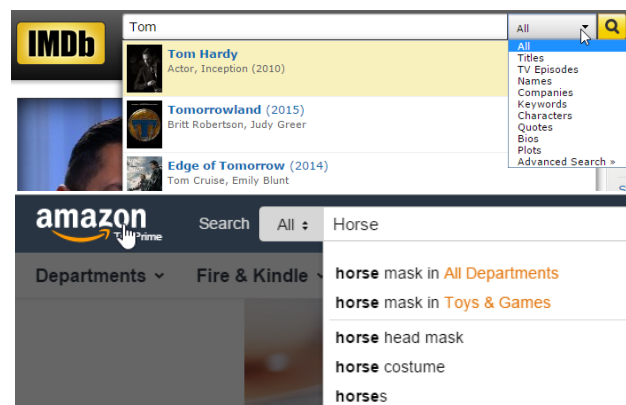 IMDb
Tom
All
Tom Hardy
Actor, Inception (2010)
Tomorrowland (2015)
Britt Robertson, Judy Greer
Edge of Tomorrow (2014)
Tom Cruise, Emily Blunt
All
Titles
TV Episodes
Names
Companies
Keywords
Characters
Quotes
Bios
Plots
Advanced Search »
amazon
Prime
Search
All
Horse
Departments
Fire & Kindle
horse mask in All Departments
horse mask in Toys & Games
horse head mask
horse costume
horses